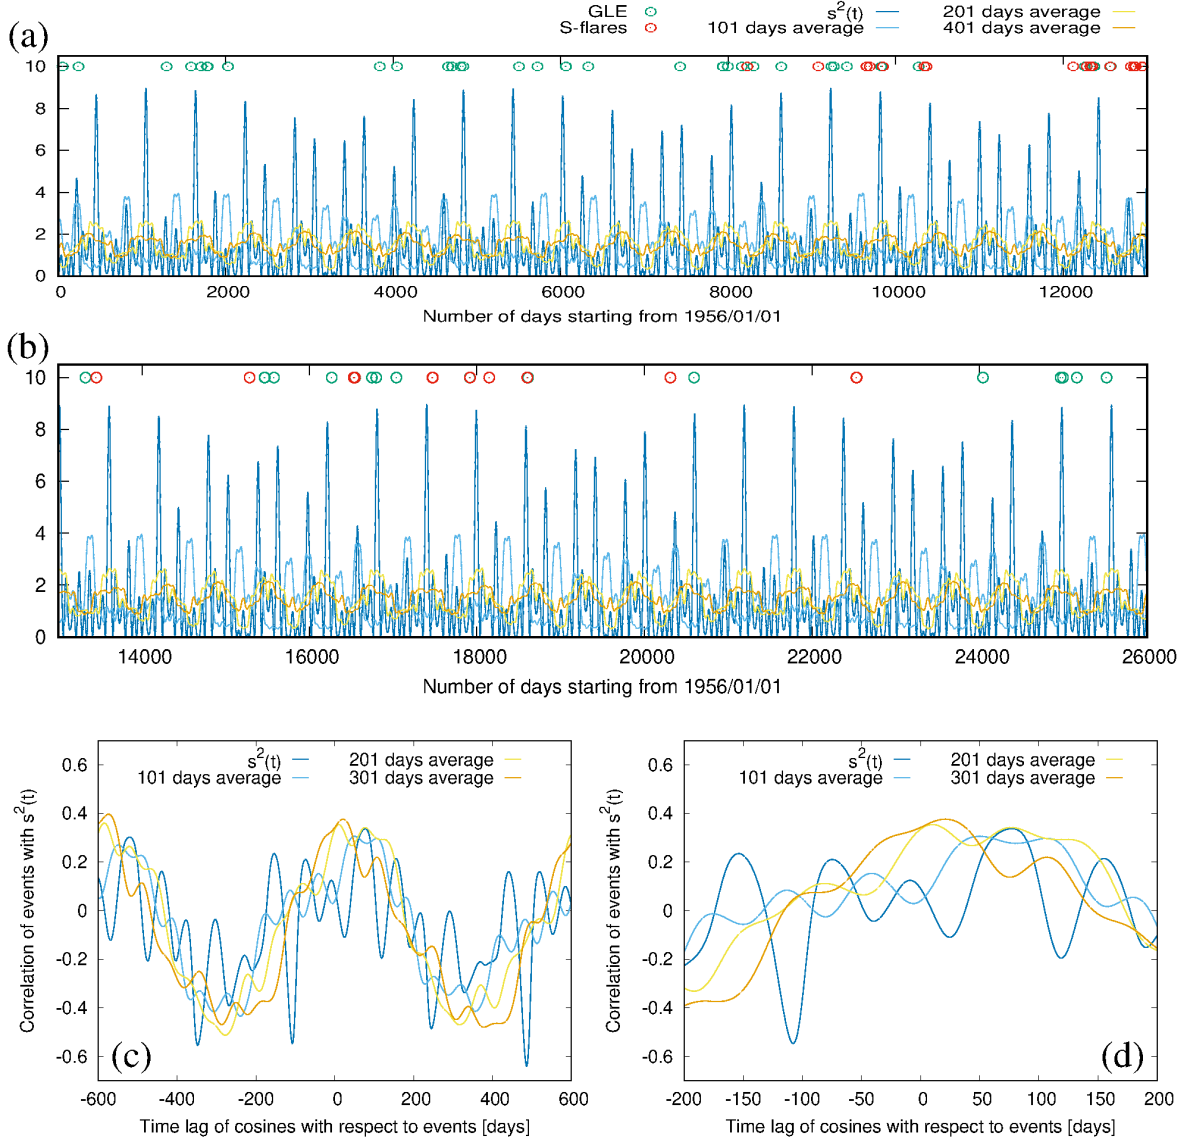 (a)
GLE s²(t) 201 days average
S-flares 101 days average 401 days average
10
8
6
4
2
0
0 2000 4000 6000 8000 10000 12000
Number of days starting from 1956/01/01
(b)
10
8
6
4
2
0
14000 16000 18000 20000 22000 24000 26000
Number of days starting from 1956/01/01
s²(t) 201 days average
101 days average 301 days average
Correlation of events with s²(t)
0.6
0.4
0.2
0
-0.2
-0.4
-0.6
(c)
-600 -400 -200 0 200 400 600
Time lag of cosines with respect to events [days]
s²(t) 201 days average
101 days average 301 days average
Correlation of events with s²(t)
0.6
0.4
0.2
0
-0.2
-0.4
-0.6
(d)
-200 -150 -100 -50 0 50 100 150 200
Time lag of cosines with respect to events [days]